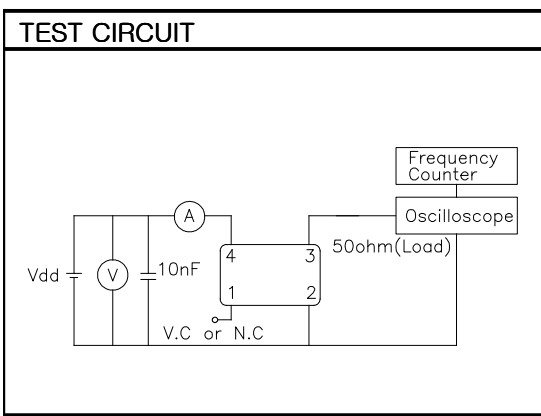 TEST CIRCUIT
Frequency
Counter
Oscilloscope
A
4
3
50ohm(Load)
Vdd
V
10nF
1
2
V.C or N.C